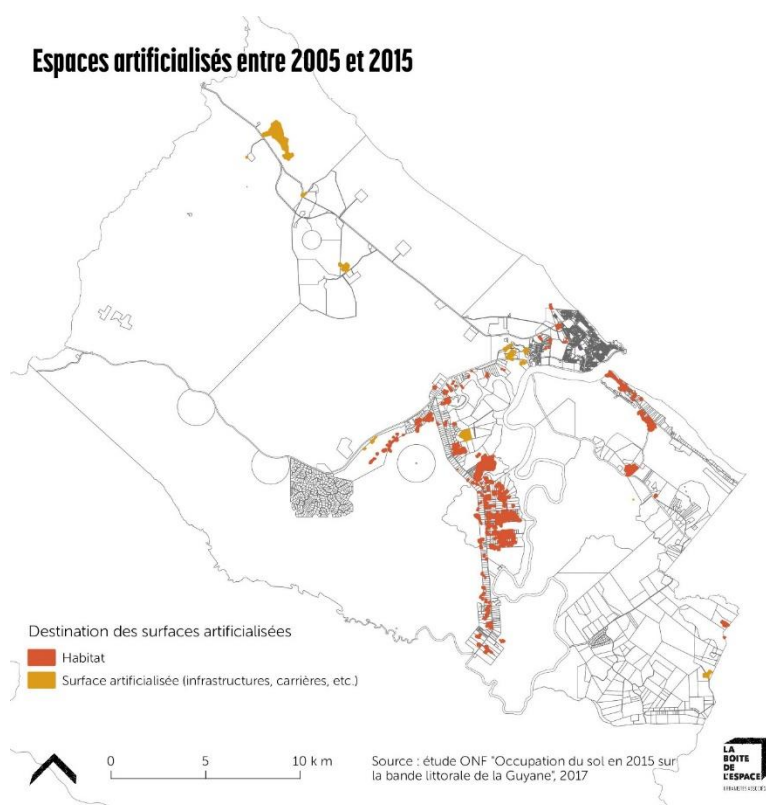 Espaces artificialisés entre 2005 et 2015
Destination des surfaces artificialisées
Habitat
Surface artificialisée (infrastructures, carrières, etc.)
0 5 10 km
Source : étude ONF "Occupation du sol en 2015 sur
la bande littorale de la Guyane", 2017
LA
BOITE
DE
L'ESPACE